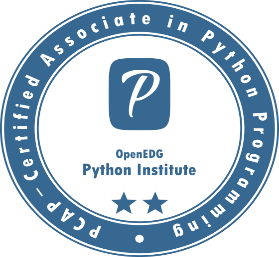 PCAP–Certified Associate in Python Programming
P
OpenEDG
Python Institute